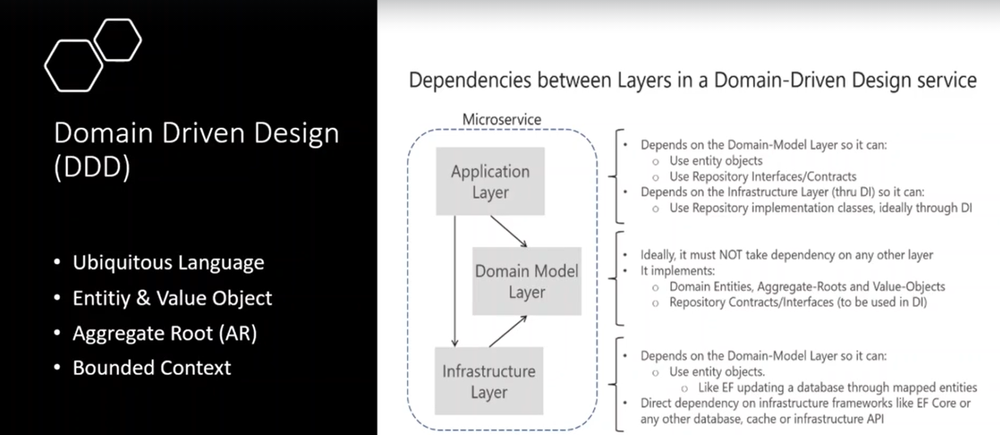 Domain Driven Design
(DDD)
• Ubiquitous Language
• Entitiy & Value Object
• Aggregate Root (AR)
• Bounded Context
Dependencies between Layers in a Domain-Driven Design service
Microservice
Application
Layer
Domain Model
Layer
Infrastructure
Layer
• Depends on the Domain-Model Layer so it can:
o Use entity objects
o Use Repository Interfaces/Contracts
• Depends on the Infrastructure Layer (thru DI) so it can:
o Use Repository implementation classes, ideally through DI
• Ideally, it must NOT take dependency on any other layer
• It implements:
o Domain Entities, Aggregate-Roots and Value-Objects
o Repository Contracts/Interfaces (to be used in DI)
• Depends on the Domain-Model Layer so it can:
o Use entity objects.
o Like EF updating a database through mapped entities
• Direct dependency on infrastructure frameworks like EF Core or
any other database, cache or infrastructure API